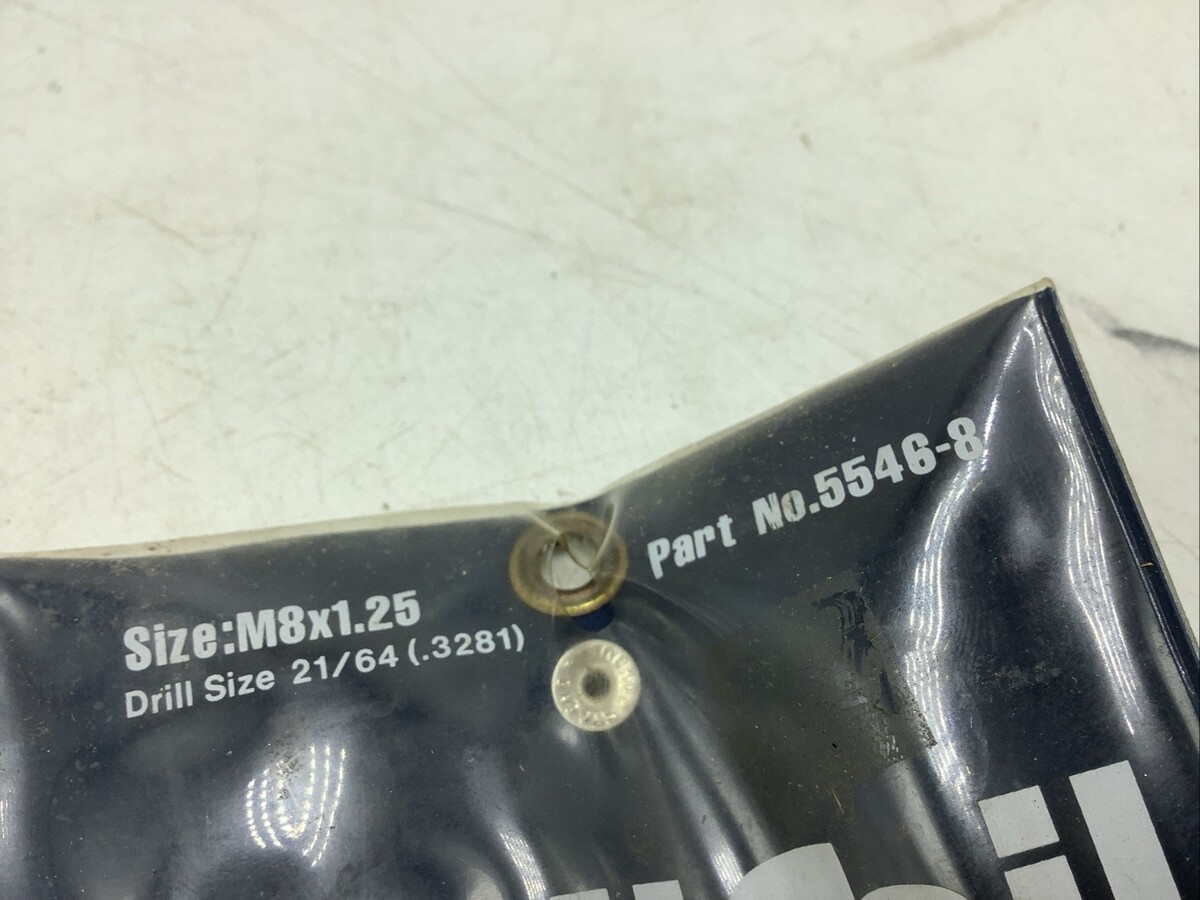 Size:M8x1.25
Drill Size 21/64 (.3281)
Part No.5546-8